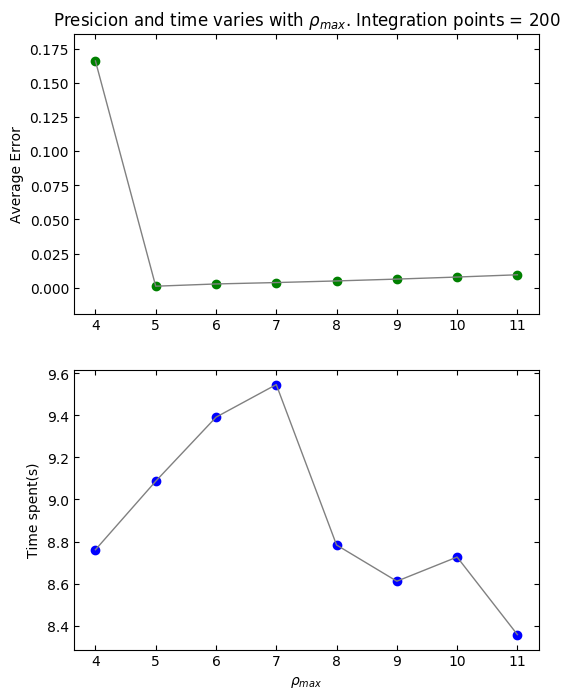 Presicion and time varies with ρmax. Integration points = 200
0.175
0.150
0.125
0.100
0.075
0.050
0.025
0.000
Average Error
4 5 6 7 8 9 10 11
9.6
9.4
9.2
9.0
8.8
8.6
8.4
Time spent(s)
4 5 6 7 8 9 10 11
ρmax